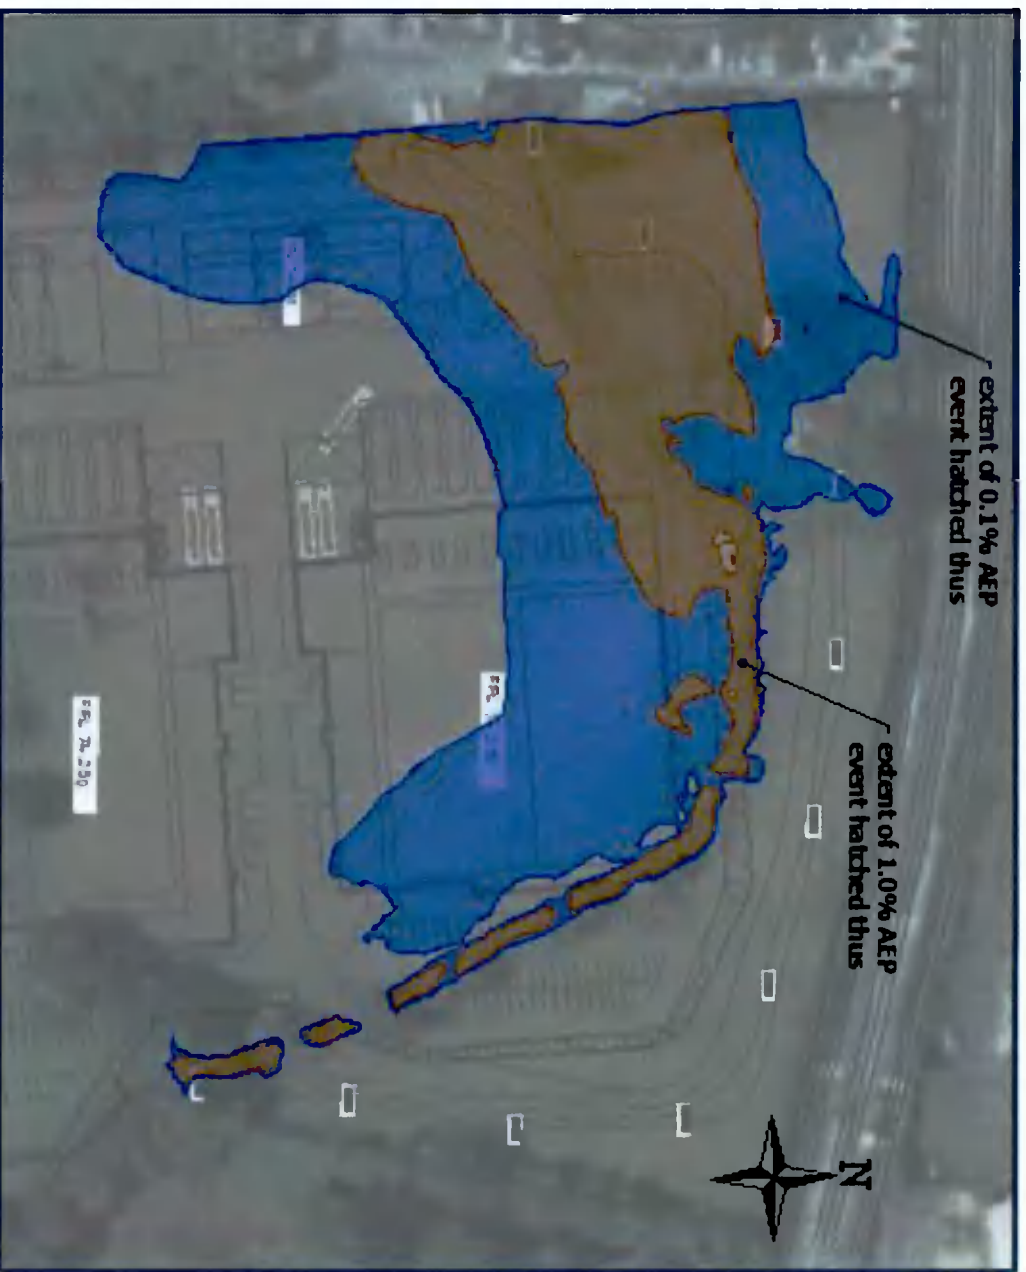 extent of 0.1% AEP
event hatched thus
extent of 1.0% AEP
event hatched thus
N